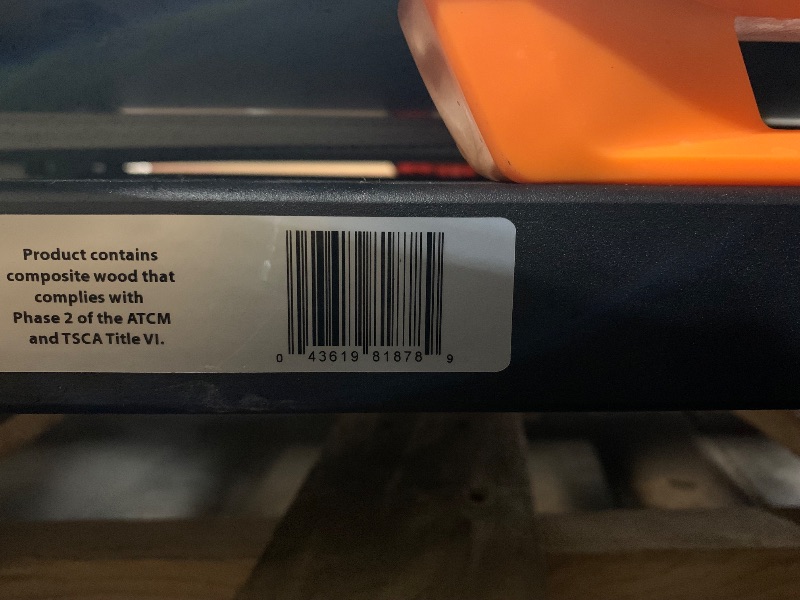 Product contains
composite wood that
complies with
Phase 2 of the ATCM
and TSCA Title VI.
0 43619 81878 9